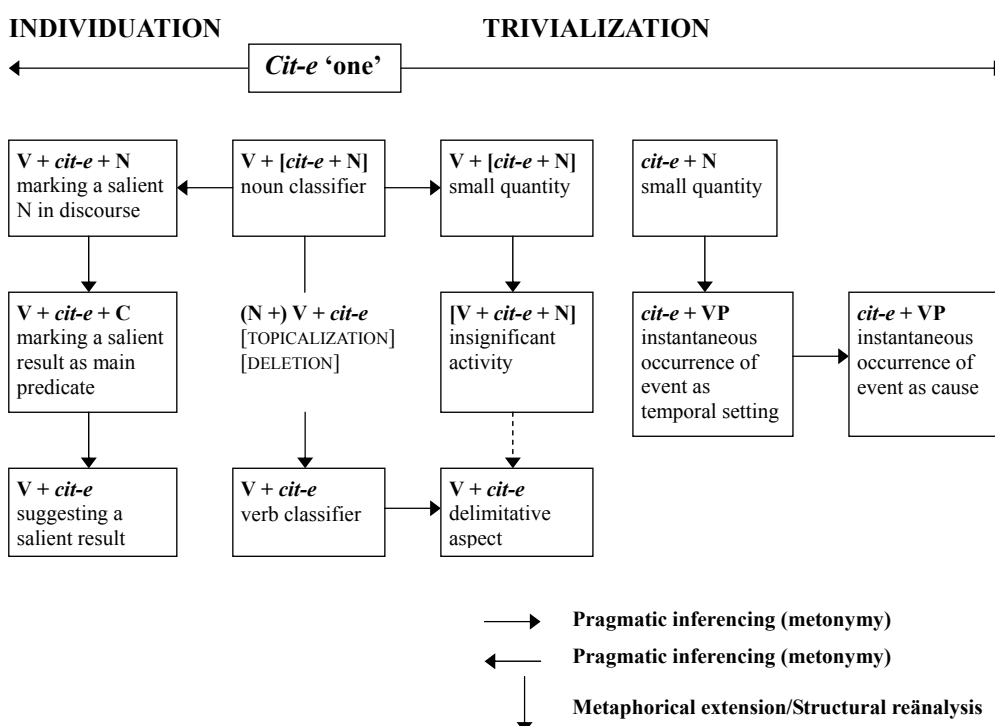 INDIVIDUATION
TRIVIALIZATION
Cit-e ‘one’
V + cit-e + N
marking a salient
N in discourse
V + [cit-e + N]
noun classifier
V + [cit-e + N]
small quantity
cit-e + N
small quantity
V + cit-e + C
marking a salient
result as main
predicate
(N +) V + cit-e
[TOPICALIZATION]
[DELETION]
[V + cit-e + N]
insignificant
activity
cit-e + VP
instantaneous
occurrence of
event as
temporal setting
cit-e + VP
instantaneous
occurrence of
event as cause
V + cit-e
suggesting a
salient result
V + cit-e
verb classifier
V + cit-e
delimitative
aspect
Pragmatic inferencing (metonymy)
Pragmatic inferencing (metonymy)
Metaphorical extension/Structural reänalysis